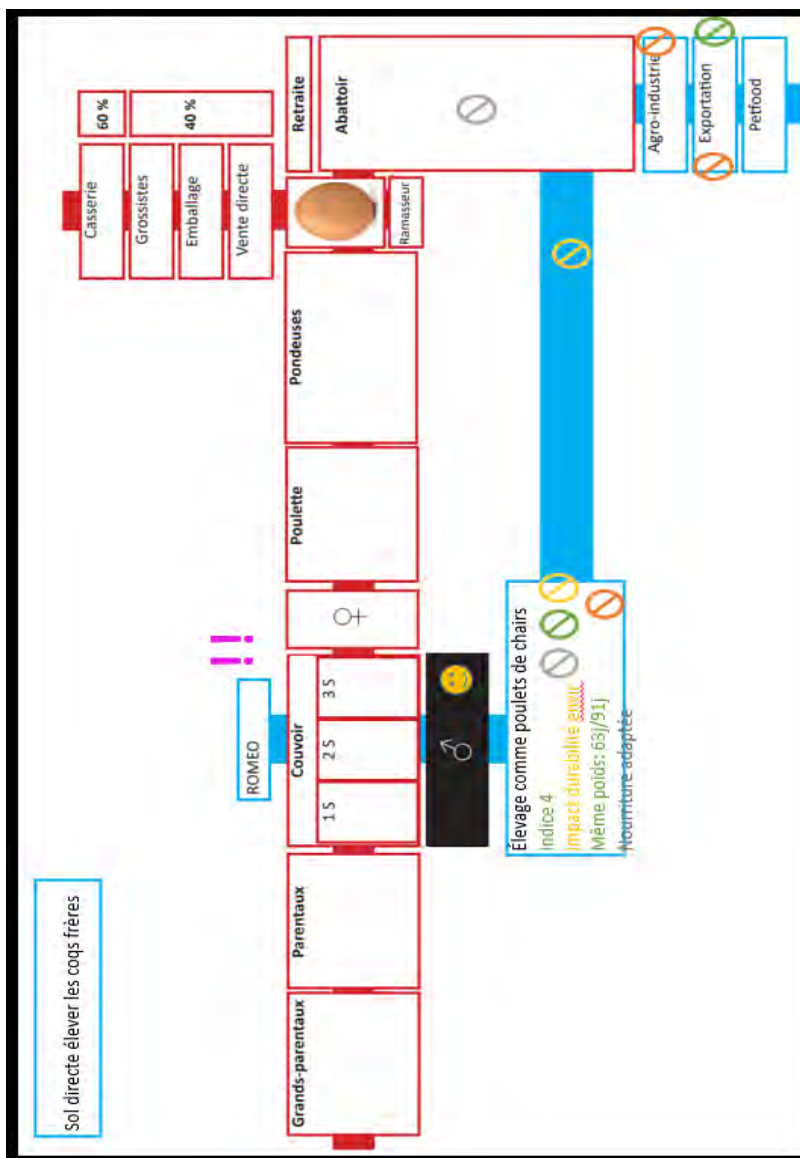 Sol directe élever les coqs frères
Grands-parentaux
Parentaux
ROMEO
!!
Couvoir
1 S
2 S
3 S
♂
♀
Élevage comme poulets de chairs
Indice 4
Impact durabilité envir
Même poids: 63j/91j
Nourriture adaptée
Poulette
Pondeuses
Ramasseur
Casserie
Grossistes
Emballage
Vente directe
60 %
40 %
Retraite
Abattoir
Agro-industrie
Exportation
Petfood